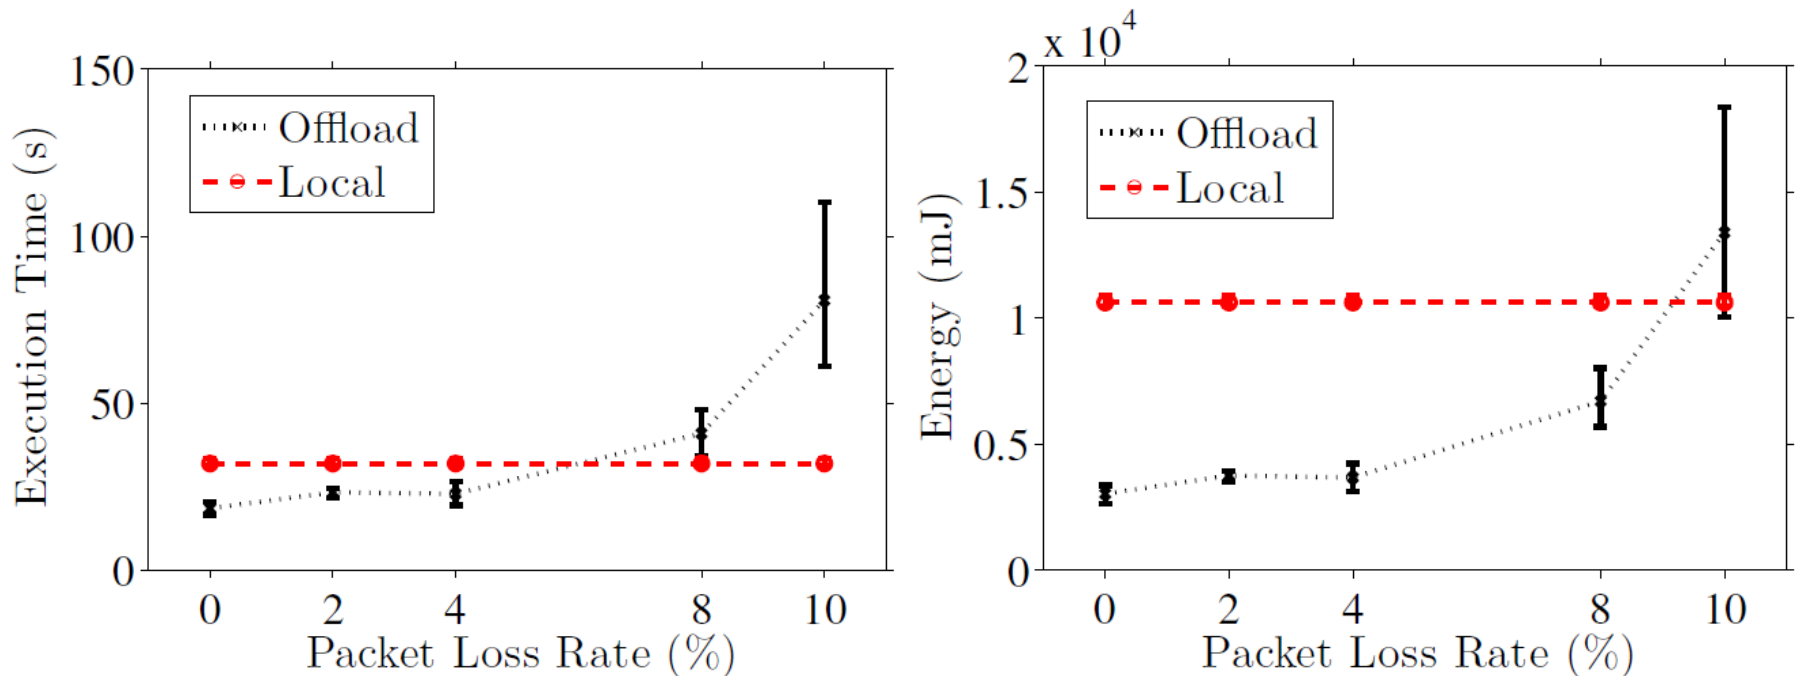 150
100
50
0
Execution Time (s)
Offload
Local
0 2 4 8 10
Packet Loss Rate (%)
x 10^4
2
1.5
1
0.5
0
Energy (mJ)
Offload
Local
0 2 4 8 10
Packet Loss Rate (%)